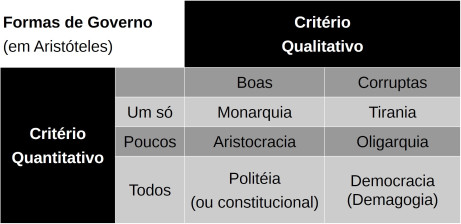 Formas de Governo
(em Aristóteles)
Critério
Qualitativo
Boas
Corruptas
Critério
Quantitativo
Um só
Monarquia
Tirania
Poucos
Aristocracia
Oligarquia
Todos
Politéia
(ou constitucional)
Democracia
(Demagogia)